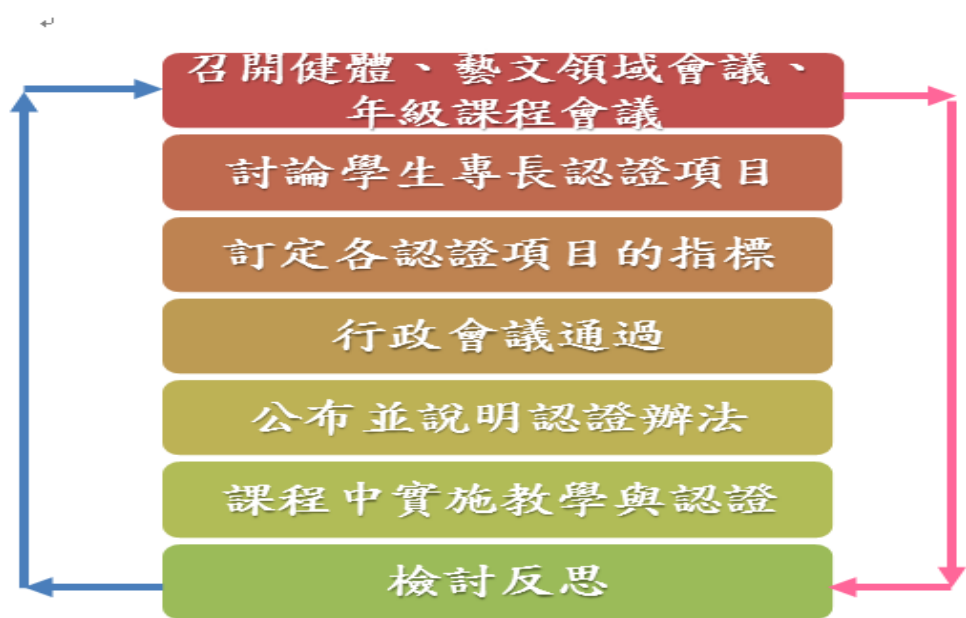 召開健體、藝文領域會議、
年級課程會議
討論學生專長認證項目
訂定各認證項目的指標
行政會議通過
公布並說明認證辦法
課程中實施教學與認證
檢討反思